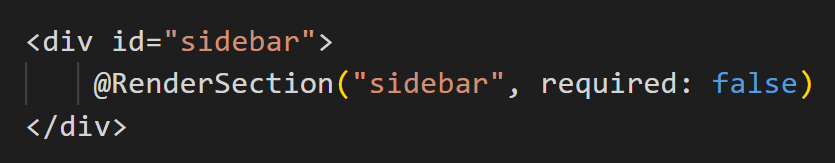 <div id="sidebar">
    @RenderSection("sidebar", required: false)
</div>